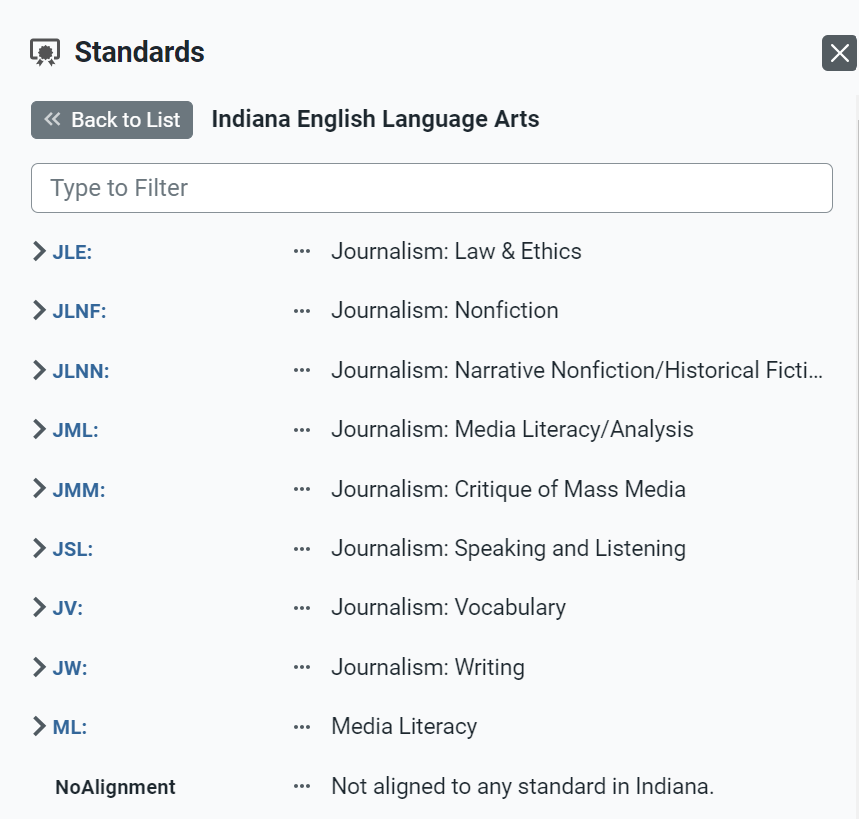 Standards
Back to List Indiana English Language Arts
Type to Filter
JLE: ... Journalism: Law & Ethics
JLNF: ... Journalism: Nonfiction
JLNN: ... Journalism: Narrative Nonfiction/Historical Ficti...
JML: ... Journalism: Media Literacy/Analysis
JMM: ... Journalism: Critique of Mass Media
JSL: ... Journalism: Speaking and Listening
JV: ... Journalism: Vocabulary
JW: ... Journalism: Writing
ML: ... Media Literacy
NoAlignment ... Not aligned to any standard in Indiana.